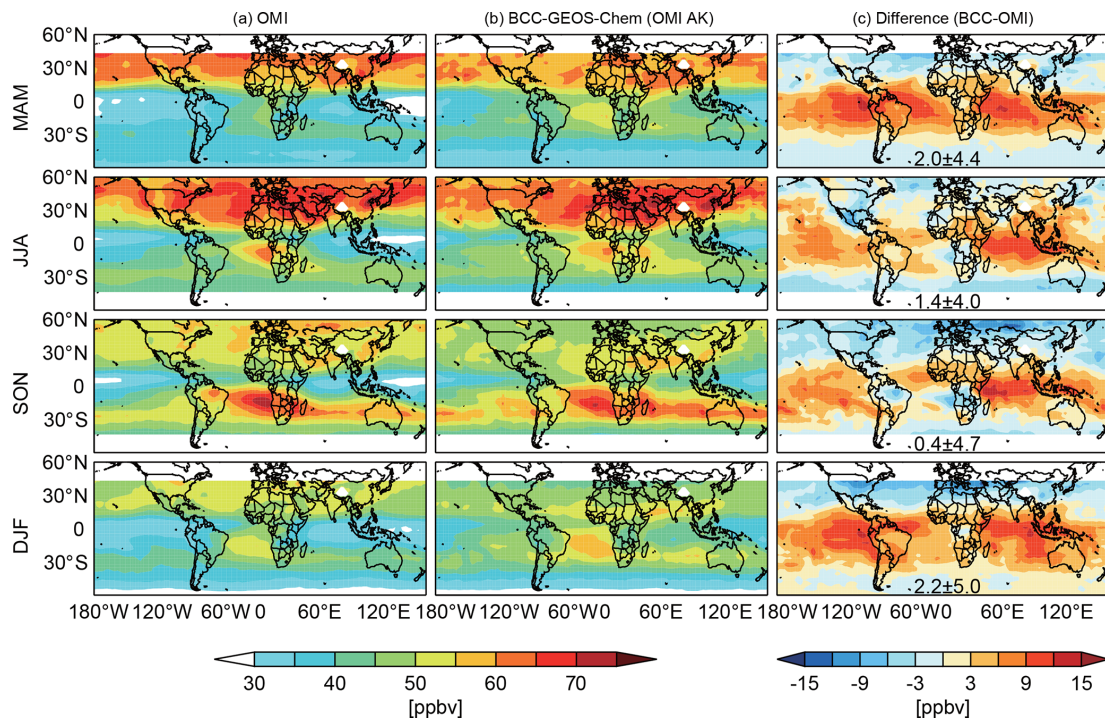 (a) OMI (b) BCC-GEOS-Chem (OMI AK) (c) Difference (BCC-OMI)
60°N
30°N
MAM
0
30°S
2.0±4.4
60°N
30°N
JJA
0
30°S
1.4±4.0
60°N
30°N
SON
0
30°S
0.4±4.7
60°N
30°N
DJF
0
30°S
2.2±5.0
180°W 120°W 60°W 0 60°E 120°E 180°W 120°W 60°W 0 60°E 120°E 180°W 120°W 60°W 0 60°E 120°E
30 40 50 60 70 -15 -9 -3 3 9 15
[ppbv] [ppbv]